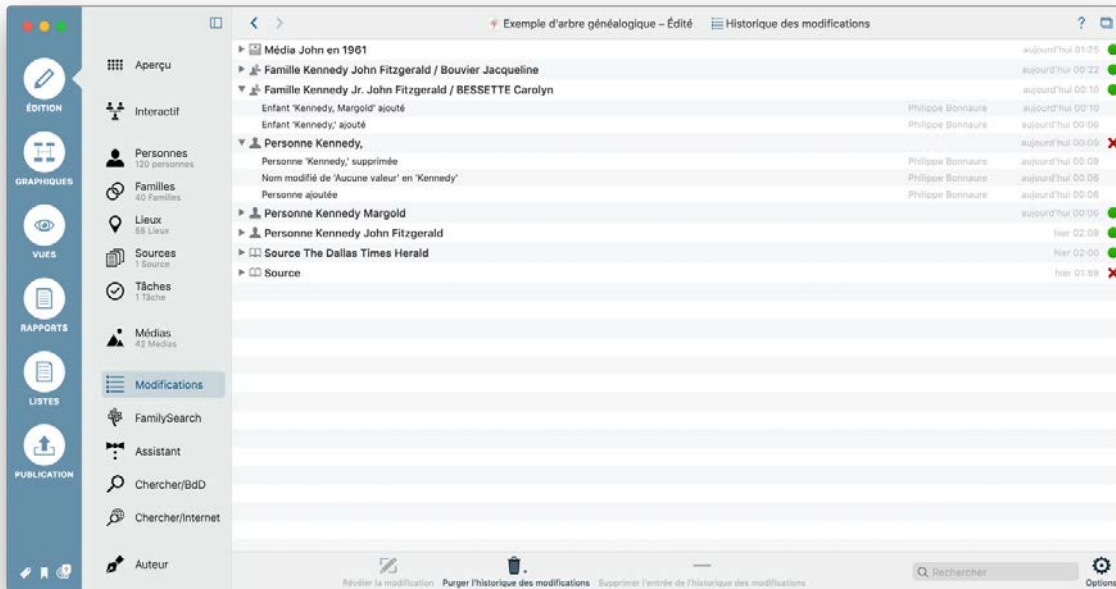 Exemple d'arbre généalogique – Édité
Historique des modifications
?
ÉDITION
GRAPHIQUES
VUES
RAPPORTS
LISTES
PUBLICATION
Aperçu
Interactif
Personnes
120 personnes
Familles
40 Familles
Lieux
55 Lieux
Sources
1 Source
Tâches
1 Tâche
Médias
42 Medias
Modifications
FamilySearch
Assistant
Chercher/BdD
Chercher/Internet
Auteur
Média John en 1961 aujourd'hui 01:25
Famille Kennedy John Fitzgerald / Bouvier Jacqueline aujourd'hui 00:22
Famille Kennedy Jr. John Fitzgerald / BESSETTE Carolyn aujourd'hui 00:10
Enfant 'Kennedy, Margold' ajouté Philippe Bonnaure aujourd'hui 00:10
Enfant 'Kennedy,' ajouté Philippe Bonnaure aujourd'hui 00:06
Personne Kennedy, aujourd'hui 00:09
Personne 'Kennedy,' supprimée Philippe Bonnaure aujourd'hui 00:09
Nom modifié de 'Aucune valeur' en 'Kennedy' Philippe Bonnaure aujourd'hui 00:06
Personne ajoutée Philippe Bonnaure aujourd'hui 00:06
Personne Kennedy Margold aujourd'hui 00:06
Personne Kennedy John Fitzgerald hier 02:09
Source The Dallas Times Herald hier 02:00
Source hier 01:59
Révéler la modification
Purger l'historique des modifications
Supprimer l'entrée de l'historique des modifications
Rechercher
Options